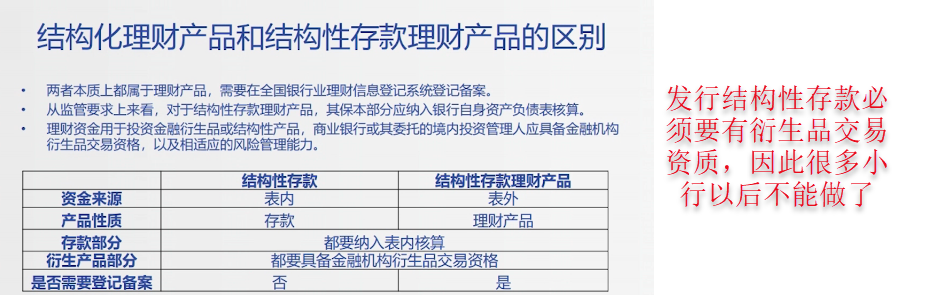 结构化理财产品和结构性存款理财产品的区别
• 两者本质上都属于理财产品，需要在全国银行业理财信息登记系统登记备案。
• 从监管要求上来看，对于结构性存款理财产品，其保本部分应纳入银行自身资产负债表核算。
• 理财资金用于投资金融衍生品或结构性产品，商业银行或其委托的境内投资管理人应具备金融机构
衍生品交易资格，以及相适应的风险管理能力。
结构性存款 结构性存款理财产品
资金来源 表内 表外
产品性质 存款 理财产品
存款部分 都要纳入表内核算
衍生产品部分 都要具备金融机构衍生品交易资格
是否需要登记备案 否 是
发行结构性存款必
须要有衍生品交易
资质，因此很多小
行以后不能做了